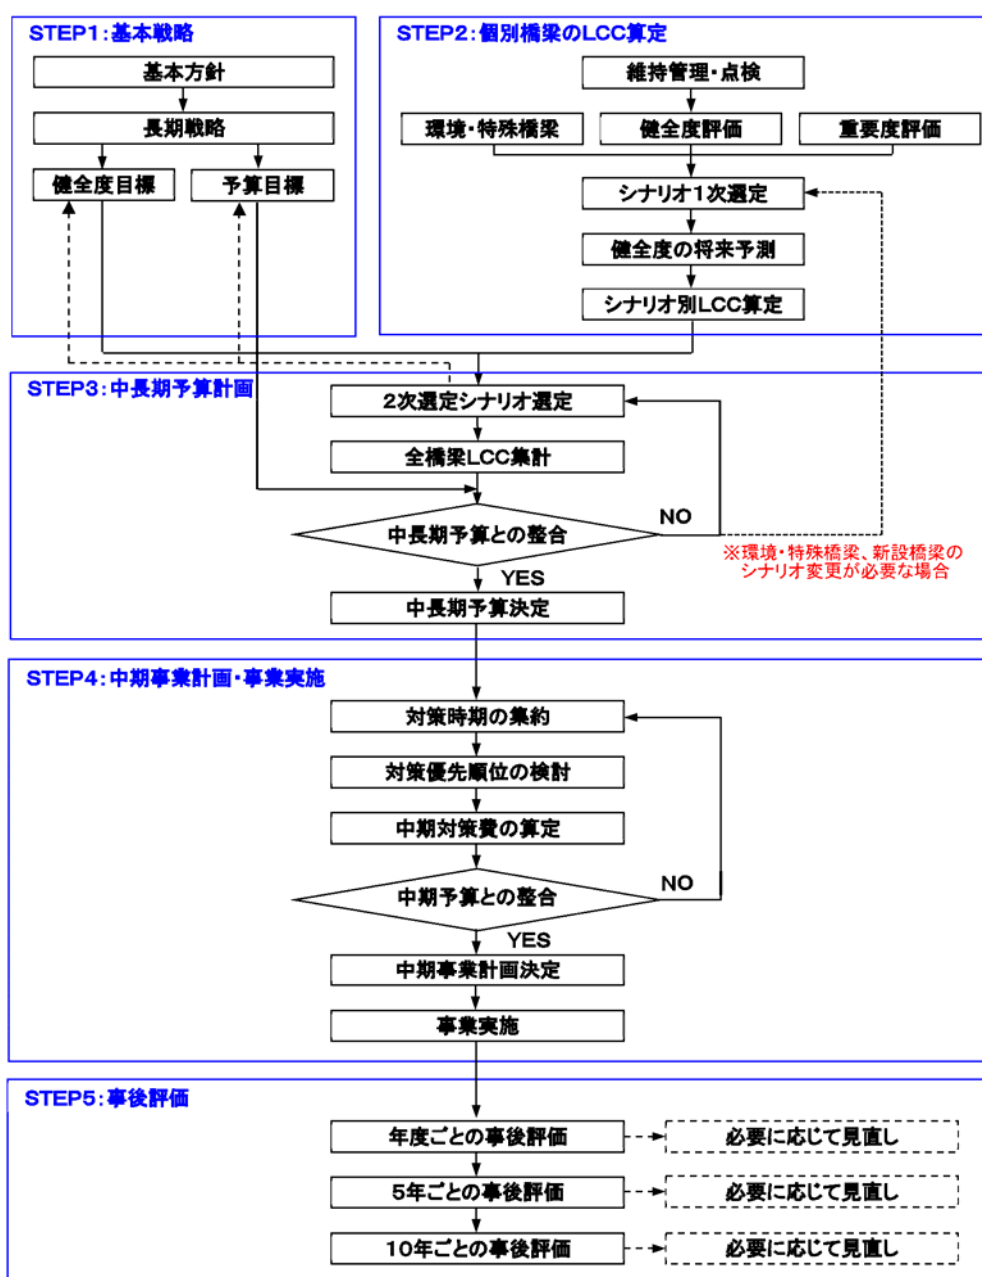 STEP1:基本戦略
基本方針
長期戦略
健全度目標
予算目標
STEP2:個別橋梁のLCC算定
維持管理・点検
環境・特殊橋梁
健全度評価
重要度評価
シナリオ1次選定
健全度の将来予測
シナリオ別LCC算定
STEP3:中長期予算計画
2次選定シナリオ選定
全橋梁LCC集計
中長期予算との整合
NO
※環境・特殊橋梁、新設橋梁の
シナリオ変更が必要な場合
YES
中長期予算決定
STEP4:中期事業計画・事業実施
対策時期の集約
対策優先順位の検討
中期対策費の算定
中期予算との整合
NO
YES
中期事業計画決定
事業実施
STEP5:事後評価
年度ごとの事後評価
必要に応じて見直し
5年ごとの事後評価
必要に応じて見直し
10年ごとの事後評価
必要に応じて見直し